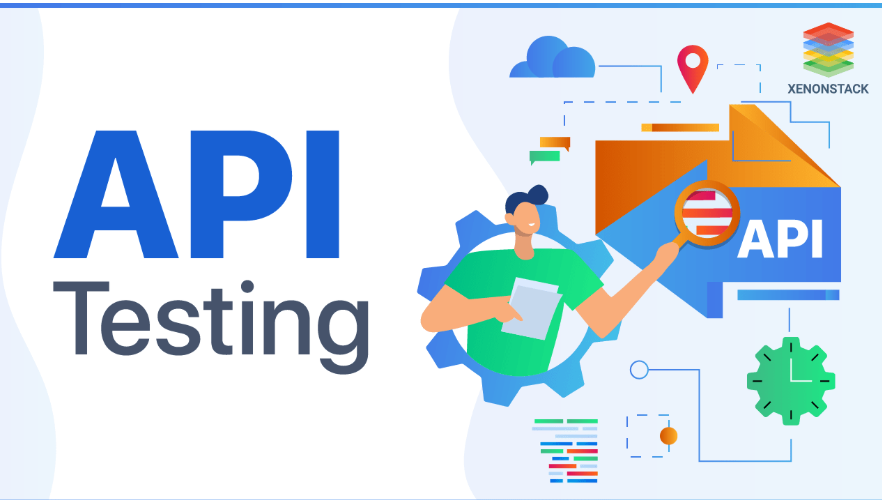 XENONSTACK
API
Testing
API